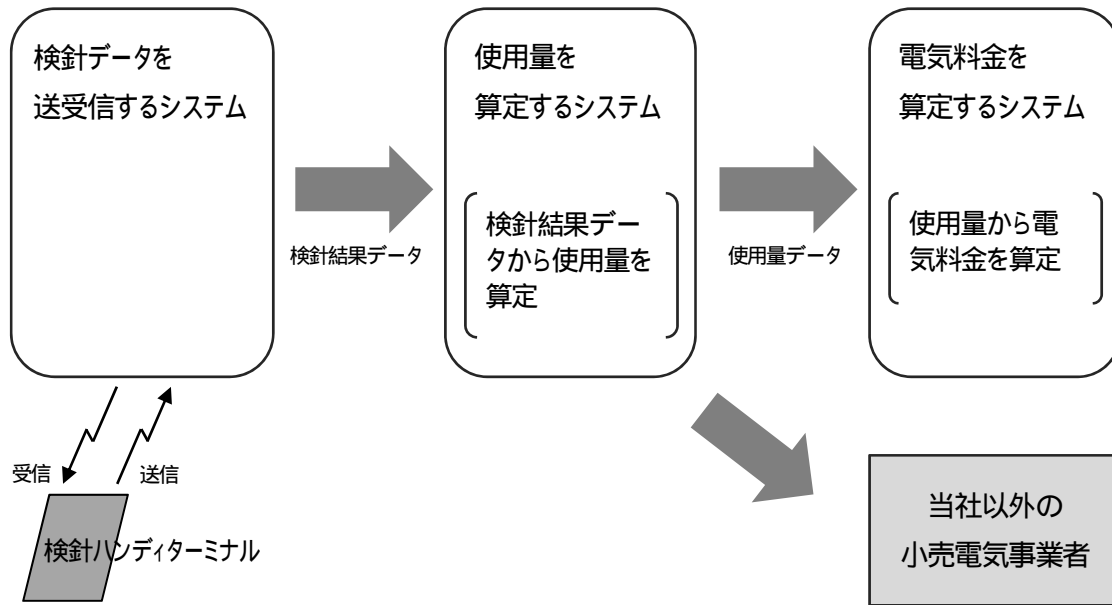 検針データを
送受信するシステム
使用量を
算定するシステム
電気料金を
算定するシステム
検針結果デー
タから使用量を
算定
使用量から電
気料金を算定
検針結果データ
使用量データ
受信
送信
検針ハンディターミナル
当社以外の
小売電気事業者